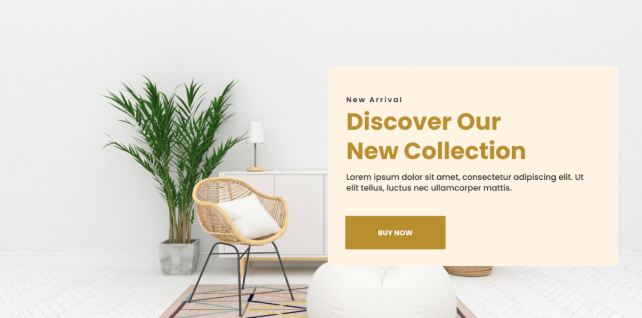 New Arrival
Discover Our
New Collection
Lorem ipsum dolor sit amet, consectetur adipiscing elit. Ut
elit tellus, luctus nec ullamcorper mattis.
BUY NOW